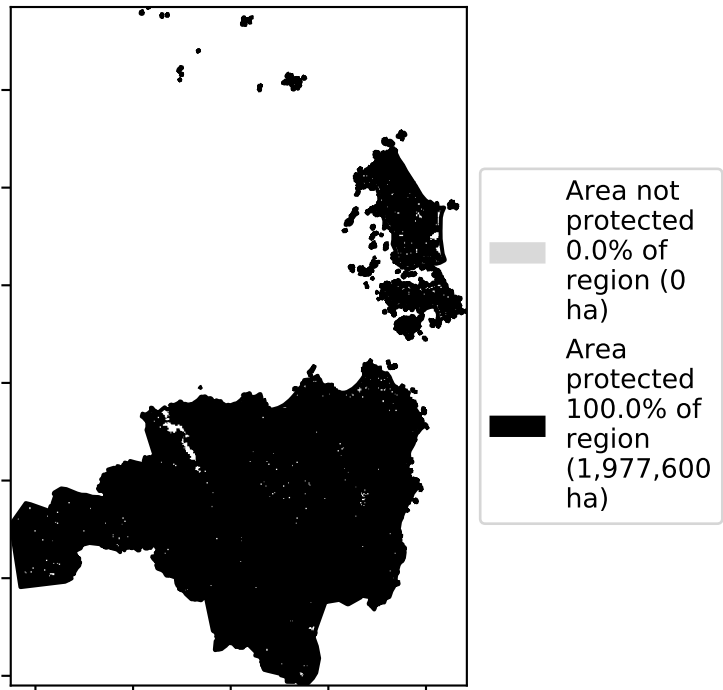 Area not
protected
0.0% of
region (0
ha)
Area
protected
100.0% of
region
(1,977,600
ha)